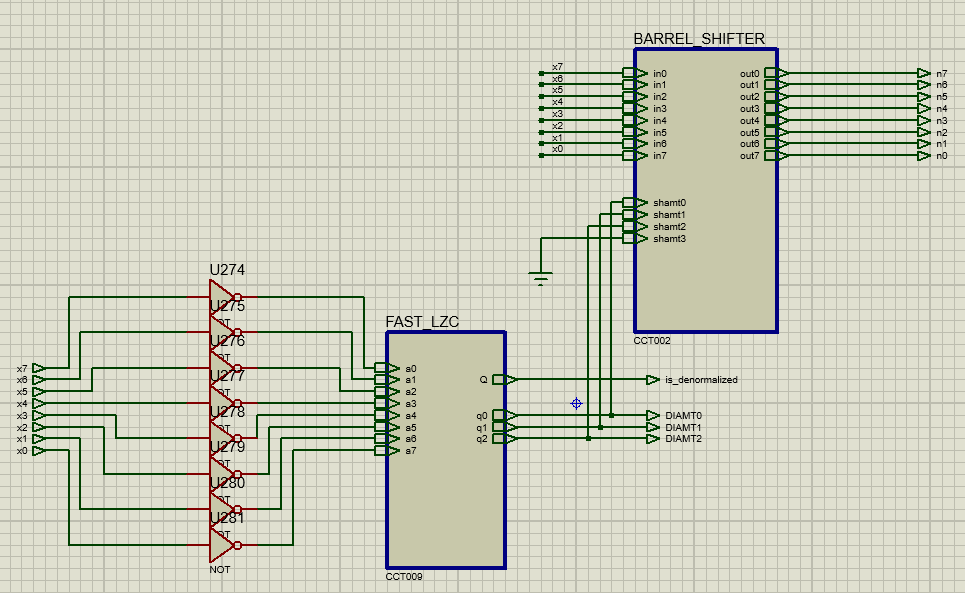 BARREL_SHIFTER
x7 in0 out0 n7
x6 in1 out1 n6
x5 in2 out2 n5
x4 in3 out3 n4
x3 in4 out4 n3
x2 in5 out5 n2
x1 in6 out6 n1
x0 in7 out7 n0
shamt0
shamt1
shamt2
shamt3
CCT002
U274
U275
U276
U277
U278
U279
U280
U281
NOT
FAST_LZC
x7 a0 Q is_denormalized
x6 a1
x5 a2
x4 a3
x3 a4 q0 DIAMT0
x2 a5 q1 DIAMT1
x1 a6 q2 DIAMT2
x0 a7
CCT009